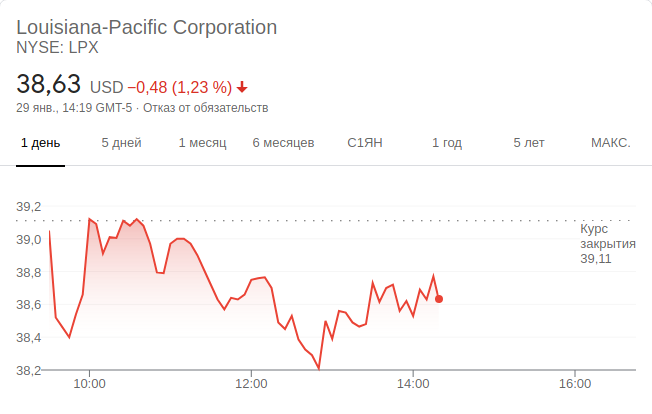 Louisiana-Pacific Corporation
NYSE: LPX
38,63 USD −0,48 (1,23 %)
29 янв., 14:19 GMT-5 · Отказ от обязательств
1 день 5 дней 1 месяц 6 месяцев С1ЯН 1 год 5 лет МАКС.
39,2
39,0
38,8
38,6
38,4
38,2
Курс
закрытия
39,11
10:00 12:00 14:00 16:00